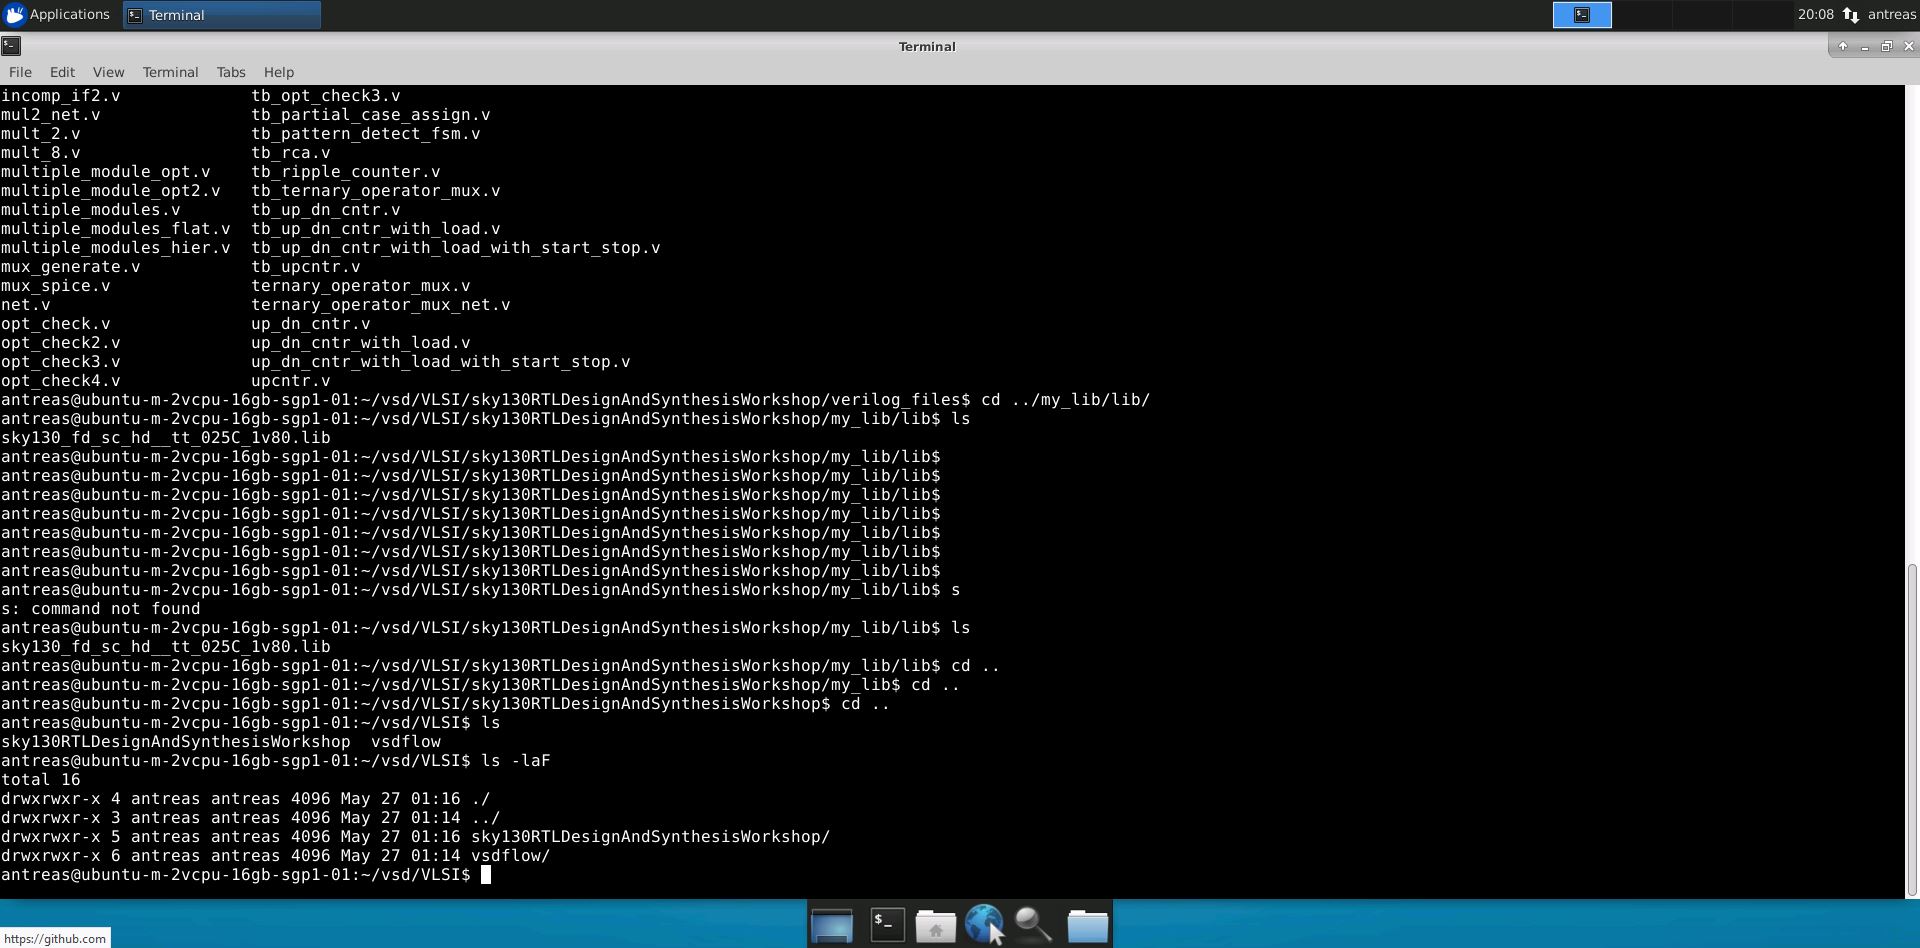 Applications Terminal 20:08 antreas
Terminal
File Edit View Terminal Tabs Help
incomp_if2.v tb_opt_check3.v
mul2_net.v tb_partial_case_assign.v
mult_2.v tb_pattern_detect_fsm.v
mult_8.v tb_rca.v
multiple_module_opt.v tb_ripple_counter.v
multiple_module_opt2.v tb_ternary_operator_mux.v
multiple_modules.v tb_up_dn_cntr.v
multiple_modules_flat.v tb_up_dn_cntr_with_load.v
multiple_modules_hier.v tb_up_dn_cntr_with_load_with_start_stop.v
mux_generate.v tb_upcntr.v
mux_spice.v ternary_operator_mux.v
net.v ternary_operator_mux_net.v
opt_check.v up_dn_cntr.v
opt_check2.v up_dn_cntr_with_load.v
opt_check3.v up_dn_cntr_with_load_with_start_stop.v
opt_check4.v upcntr.v
antreas@ubuntu-m-2vcpu-16gb-sgp1-01:~/vsd/VLSI/sky130RTLDesignAndSynthesisWorkshop/verilog_files$ cd ../my_lib/lib/
antreas@ubuntu-m-2vcpu-16gb-sgp1-01:~/vsd/VLSI/sky130RTLDesignAndSynthesisWorkshop/my_lib/lib$ ls
sky130_fd_sc_hd__tt_025C_1v80.lib
antreas@ubuntu-m-2vcpu-16gb-sgp1-01:~/vsd/VLSI/sky130RTLDesignAndSynthesisWorkshop/my_lib/lib$
antreas@ubuntu-m-2vcpu-16gb-sgp1-01:~/vsd/VLSI/sky130RTLDesignAndSynthesisWorkshop/my_lib/lib$
antreas@ubuntu-m-2vcpu-16gb-sgp1-01:~/vsd/VLSI/sky130RTLDesignAndSynthesisWorkshop/my_lib/lib$
antreas@ubuntu-m-2vcpu-16gb-sgp1-01:~/vsd/VLSI/sky130RTLDesignAndSynthesisWorkshop/my_lib/lib$
antreas@ubuntu-m-2vcpu-16gb-sgp1-01:~/vsd/VLSI/sky130RTLDesignAndSynthesisWorkshop/my_lib/lib$
antreas@ubuntu-m-2vcpu-16gb-sgp1-01:~/vsd/VLSI/sky130RTLDesignAndSynthesisWorkshop/my_lib/lib$
antreas@ubuntu-m-2vcpu-16gb-sgp1-01:~/vsd/VLSI/sky130RTLDesignAndSynthesisWorkshop/my_lib/lib$
antreas@ubuntu-m-2vcpu-16gb-sgp1-01:~/vsd/VLSI/sky130RTLDesignAndSynthesisWorkshop/my_lib/lib$ s
s: command not found
antreas@ubuntu-m-2vcpu-16gb-sgp1-01:~/vsd/VLSI/sky130RTLDesignAndSynthesisWorkshop/my_lib/lib$ ls
sky130_fd_sc_hd__tt_025C_1v80.lib
antreas@ubuntu-m-2vcpu-16gb-sgp1-01:~/vsd/VLSI/sky130RTLDesignAndSynthesisWorkshop/my_lib/lib$ cd ..
antreas@ubuntu-m-2vcpu-16gb-sgp1-01:~/vsd/VLSI/sky130RTLDesignAndSynthesisWorkshop/my_lib$ cd ..
antreas@ubuntu-m-2vcpu-16gb-sgp1-01:~/vsd/VLSI/sky130RTLDesignAndSynthesisWorkshop$ cd ..
antreas@ubuntu-m-2vcpu-16gb-sgp1-01:~/vsd/VLSI$ ls
sky130RTLDesignAndSynthesisWorkshop vsdflow
antreas@ubuntu-m-2vcpu-16gb-sgp1-01:~/vsd/VLSI$ ls -laF
total 16
drwxrwxr-x 4 antreas antreas 4096 May 27 01:16 ./
drwxrwxr-x 3 antreas antreas 4096 May 27 01:14 ../
drwxrwxr-x 5 antreas antreas 4096 May 27 01:16 sky130RTLDesignAndSynthesisWorkshop/
drwxrwxr-x 6 antreas antreas 4096 May 27 01:14 vsdflow/
antreas@ubuntu-m-2vcpu-16gb-sgp1-01:~/vsd/VLSI$
https://github.com